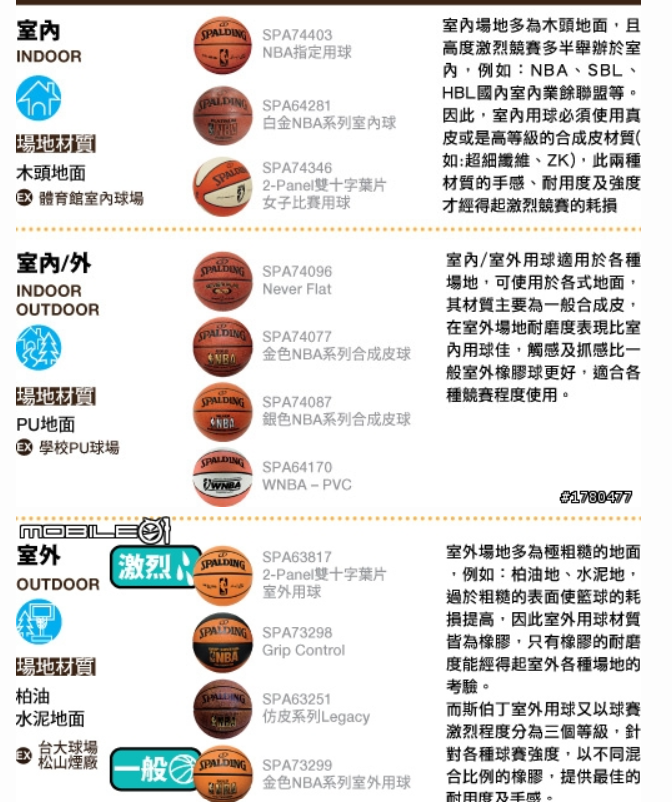 室內
INDOOR
場地材質
木頭地面
EX 體育館室內球場
SPALDING
SPA74403
NBA指定用球
SPALDING
SPA64281
白金NBA系列室內球
SPALDING
SPA74346
2-Panel雙十字葉片
女子比賽用球
室內場地多為木頭地面，且
高度激烈競賽多半舉辦於室
內，例如：NBA、SBL、
HBL國內室內業餘聯盟等。
因此，室內用球必須使用真
皮或是高等級的合成皮材質(
如:超細纖維、ZK)，此兩種
材質的手感、耐用度及強度
才經得起激烈競賽的耗損
室內/外
INDOOR
OUTDOOR
場地材質
PU地面
EX 學校PU球場
SPALDING
SPA74096
Never Flat
SPALDING
NBA
SPA74077
金色NBA系列合成皮球
SPALDING
NBA
SPA74087
銀色NBA系列合成皮球
SPALDING
WNBA
SPA64170
WNBA – PVC
室內/室外用球適用於各種
場地，可使用於各式地面，
其材質主要為一般合成皮，
在室外場地耐磨度表現比室
內用球佳，觸感及抓感比一
般室外橡膠球更好，適合各
種競賽程度使用。
#1780477
MOBILE01
室外
OUTDOOR
場地材質
柏油
水泥地面
EX 台大球場
松山煙廠
激烈
SPALDING
SPA63817
2-Panel雙十字葉片
室外用球
SPALDING
NBA
SPA73298
Grip Control
SPALDING
SPA63251
仿皮系列Legacy
一般
SPALDING
SPA73299
金色NBA系列室外用球
室外場地多為極粗糙的地面
，例如：柏油地、水泥地，
過於粗糙的表面使籃球的耗
損提高，因此室外用球材質
皆為橡膠，只有橡膠的耐磨
度能經得起室外各種場地的
考驗。
而斯伯丁室外用球又以球賽
激烈程度分為三個等級，針
對各種球賽強度，以不同混
合比例的橡膠，提供最佳的
耐用度及手感。